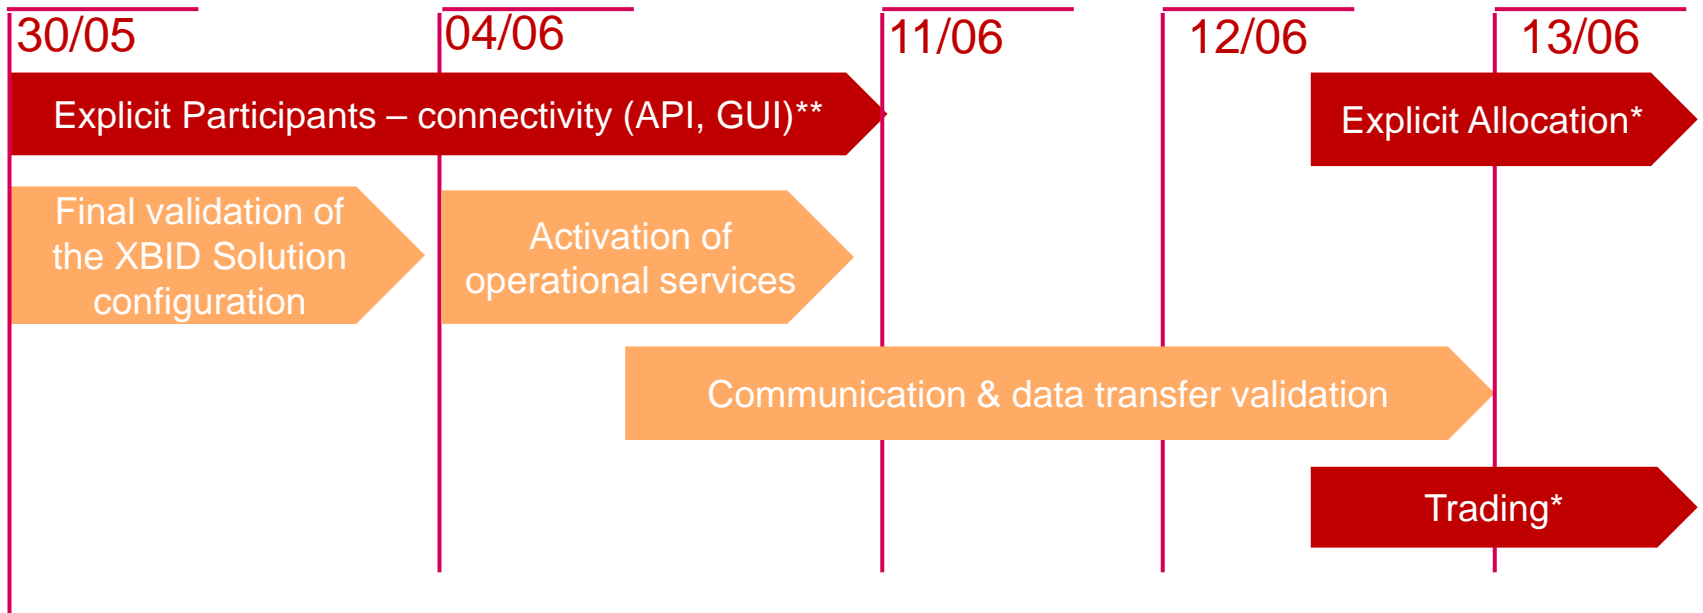 30/05
04/06
11/06
12/06
13/06
Explicit Participants – connectivity (API, GUI)**
Explicit Allocation*
Final validation of
the XBID Solution
configuration
Activation of
operational services
Communication & data transfer validation
Trading*